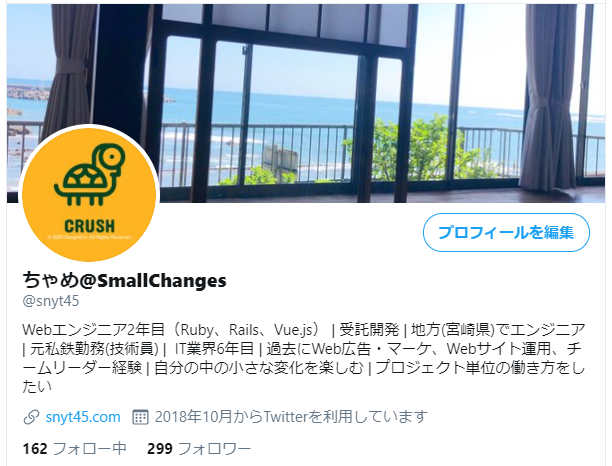 CRUSH
プロフィールを編集
ちゃめ@SmallChanges
@snyt45
Webエンジニア2年目（Ruby、Rails、Vue.js） | 受託開発 | 地方(宮崎県)でエンジニア
| 元私鉄勤務(技術員) | IT業界6年目 | 過去にWeb広告・マーケ、Webサイト運用、チ
ームリーダー経験 | 自分の中の小さな変化を楽しむ | プロジェクト単位の働き方をし
たい
snyt45.com 2018年10月からTwitterを利用しています
162 フォロー中 299 フォロワー